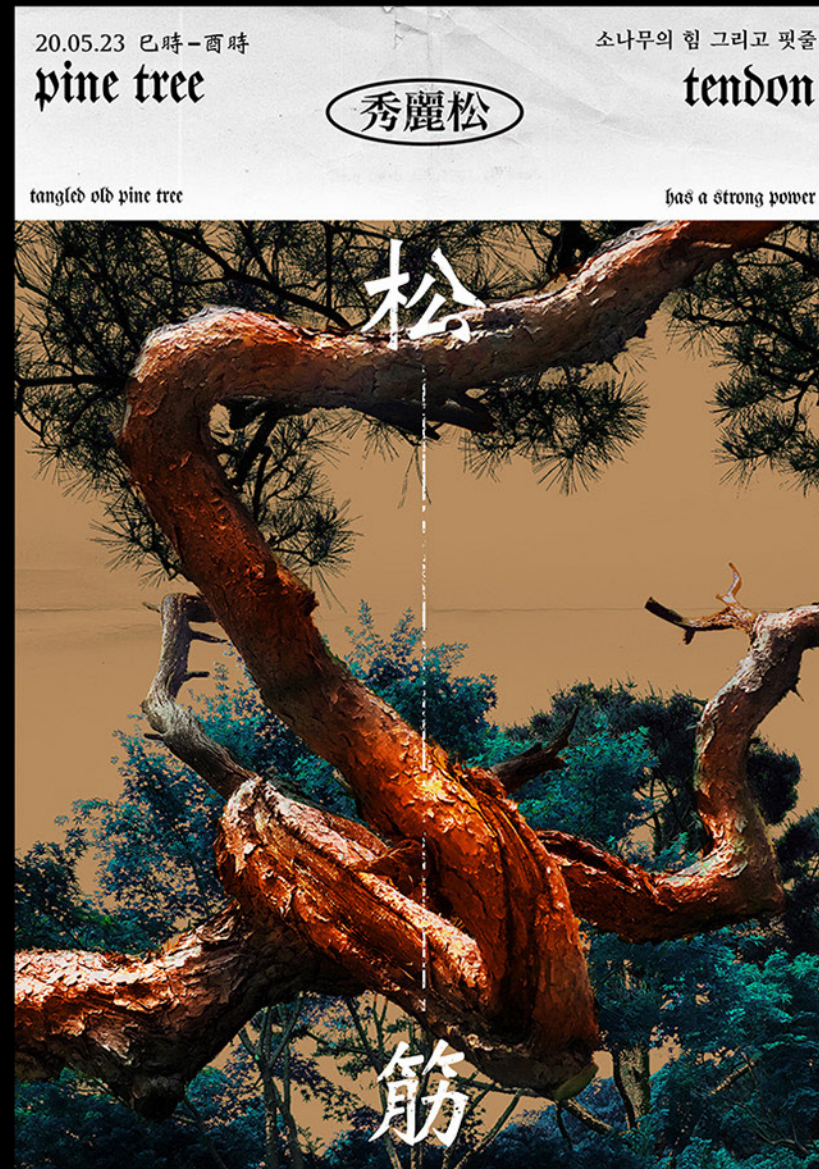 20.05.23 巳時-酉時
pine tree
tangled old pine tree
秀麗松
소나무의 힘 그리고 핏줄
tendon
has a strong power
松
筋